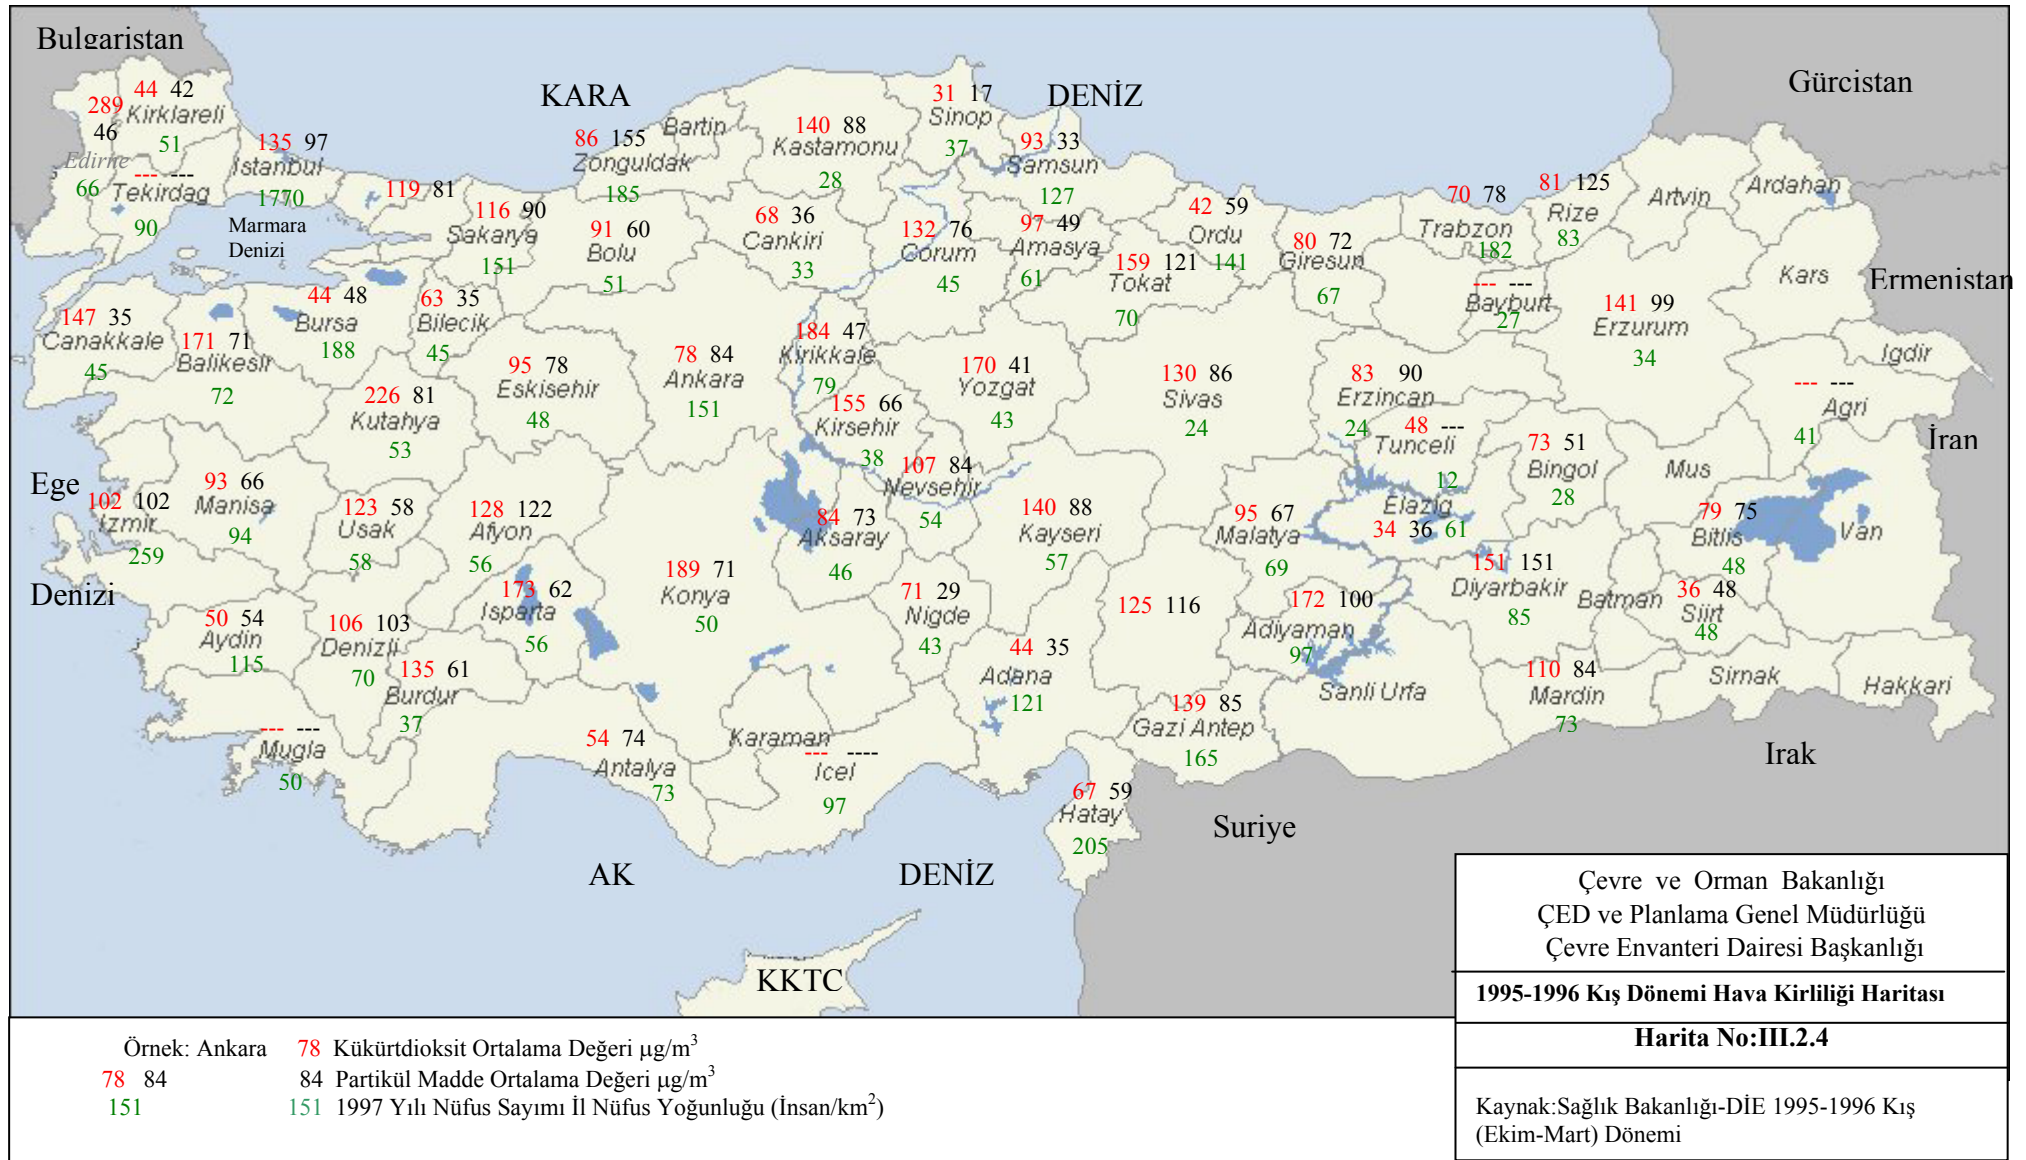 Bulgaristan
Gürcistan
KARA DENİZ
44 42
Kirklareli
51
289
46
Edirne
66
--- ---
Tekirdag
90
135 97
Istanbul
1770
Marmara
Denizi
119 81
116 90
Sakarya
151
86 155
Zonguldak
185
Bartin
91 60
Bolu
51
140 88
Kastamonu
28
68 36
Cankiri
33
31 17
Sinop
37
93 33
Samsun
127
132 76
Corum
45
97 49
Amasya
61
159 121
Tokat
70
42 59
Ordu
141
80 72
Giresun
67
70 78
Trabzon
182
81 125
Rize
83
Artvin
Ardahan
Kars
Ermenistan
--- ---
Bayburt
27
141 99
Erzurum
34
Igdir
--- ---
Agri
41
İran
147 35
Canakkale
45
171 71
Balikesir
72
44 48
Bursa
188
63 35
Bilecik
45
226 81
Kutahya
53
95 78
Eskisehir
48
78 84
Ankara
151
184 47
Kirikkale
79
155 66
Kirsehir
38
170 41
Yozgat
43
130 86
Sivas
24
83 90
Erzincan
24
48 ---
Tunceli
12
73 51
Bingol
28
Mus
Ege
Denizi
102 102
Izmir
259
93 66
Manisa
94
123 58
Usak
58
128 122
Afyon
56
107 84
Nevsehir
54
84 73
Aksaray
46
140 88
Kayseri
57
95 67
Malatya
69
Elazig
34 36 61
79 75
Bitlis
48
Van
50 54
Aydin
115
106 103
Denizli
70
135 61
Burdur
37
173 62
Isparta
56
189 71
Konya
50
71 29
Nigde
43
44 35
Adana
121
125 116
172 100
Adiyaman
97
151 151
Diyarbakir
85
Batman
36 48
Siirt
48
110 84
Mardin
73
Sirnak
Hakkari
Sanli Urfa
139 85
Gazi Antep
165
--- ---
Mugla
50
54 74
Antalya
73
Karaman
--- ----
Icel
97
67 59
Hatay
205
Irak
Suriye
AK DENİZ
KKTC
Çevre ve Orman Bakanlığı
ÇED ve Planlama Genel Müdürlüğü
Çevre Envanteri Dairesi Başkanlığı
1995-1996 Kış Dönemi Hava Kirliliği Haritası
Harita No:III.2.4
Kaynak:Sağlık Bakanlığı-DİE 1995-1996 Kış
(Ekim-Mart) Dönemi
Örnek: Ankara 78 Kükürtdioksit Ortalama Değeri µg/m³
78 84 84 Partikül Madde Ortalama Değeri µg/m³
151 151 1997 Yılı Nüfus Sayımı İl Nüfus Yoğunluğu (İnsan/km²)